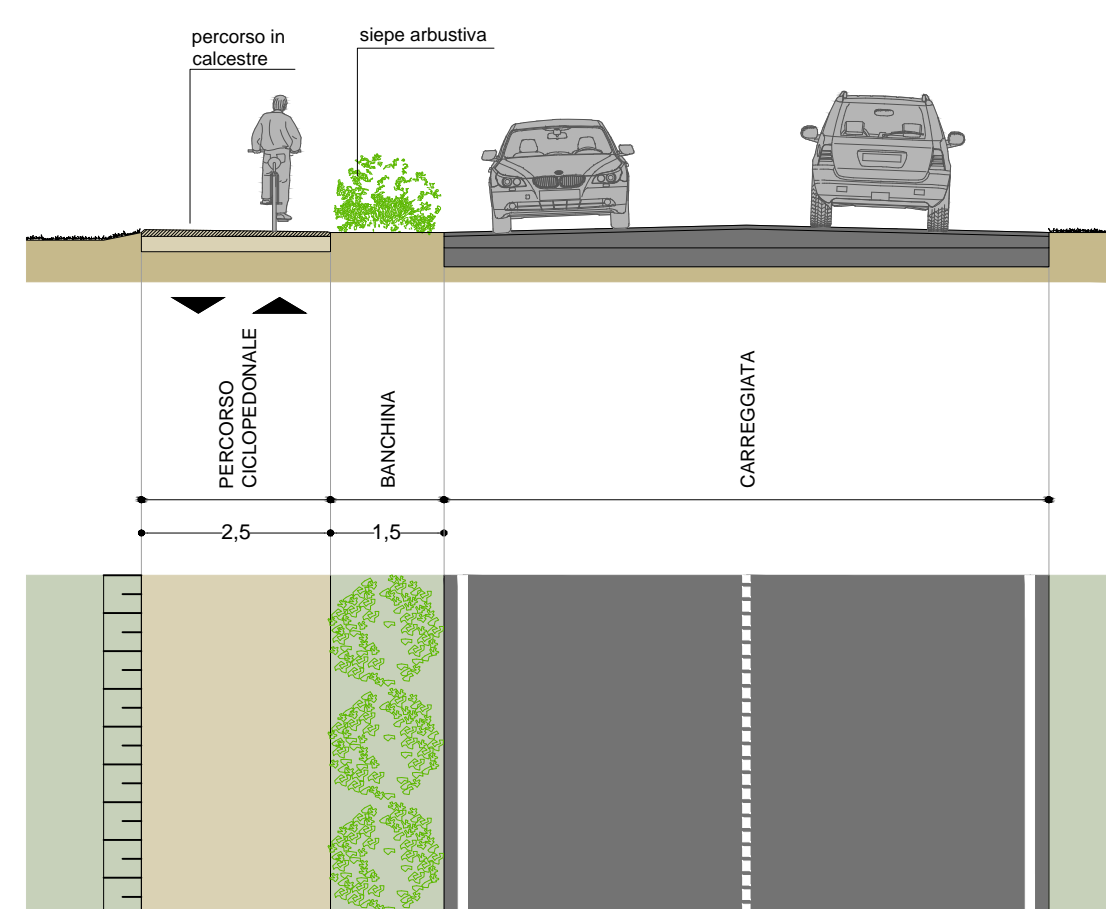 percorso in
calcestre
siepe arbustiva
PERCORSO
CICLOPEDONALE
BANCHINA
CARREGGIATA
2,5
1,5